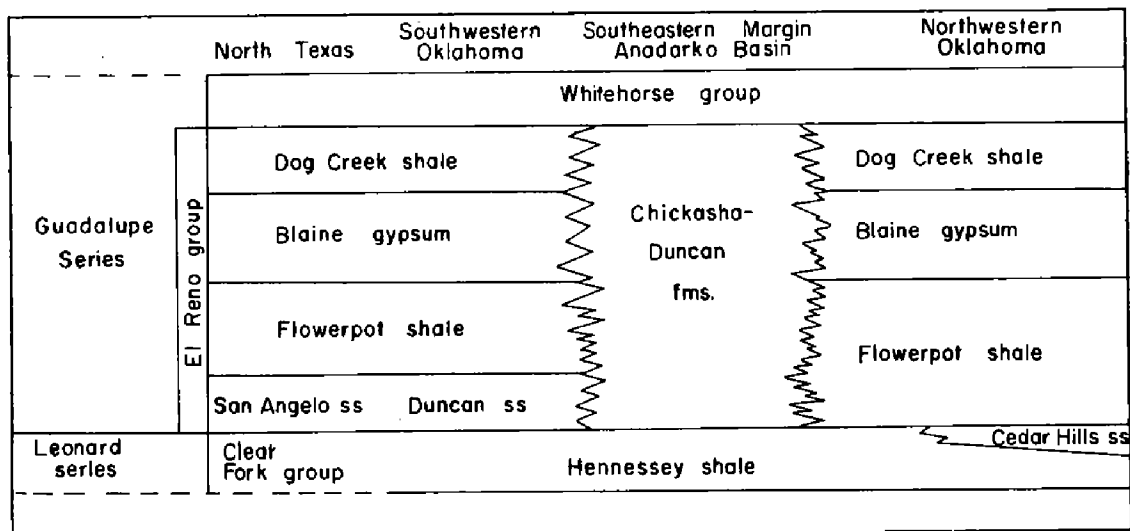 North Texas
Southwestern
Oklahoma
Southeastern Margin
Anadarko Basin
Northwestern
Oklahoma
Whitehorse group
Guadalupe
Series
El Reno group
Dog Creek shale
Blaine gypsum
Flowerpot shale
San Angelo ss Duncan ss
Chickasha-
Duncan
fms.
Dog Creek shale
Blaine gypsum
Flowerpot shale
Leonard
series
Clear
Fork group
Hennessey shale
Cedar Hills ss